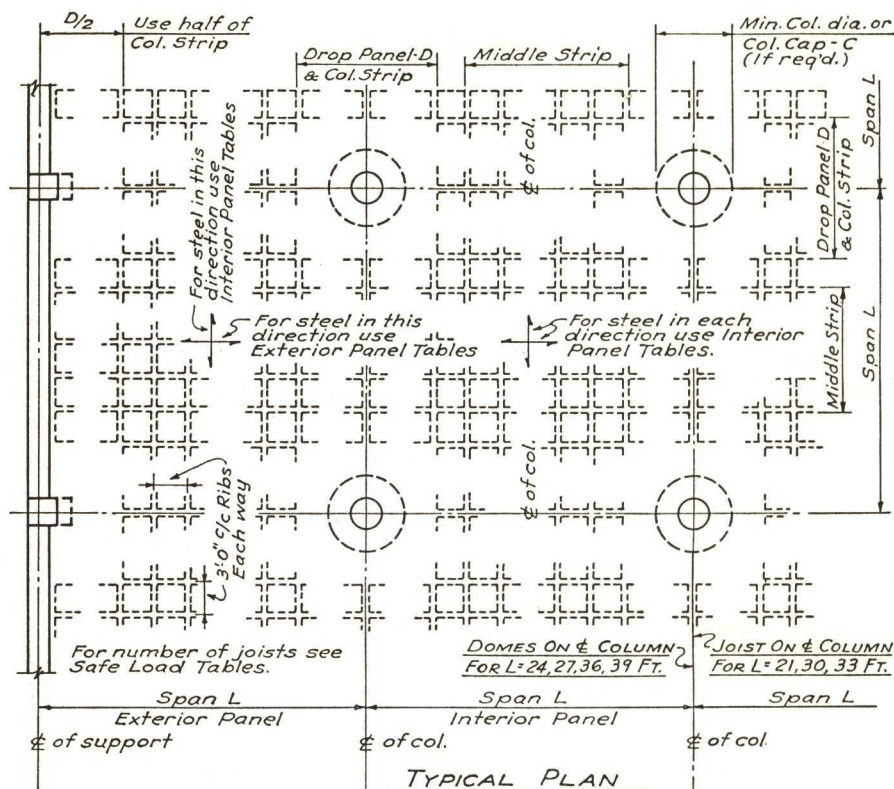 D/2
Use half of
Col. Strip
Drop Panel-D
& Col. Strip
Middle Strip
Min. Col. dia. or
Col. Cap - C
(If req'd.)
Span L
℄ of col.
Drop Panel-D
& Col. Strip
For steel in this
direction use
Interior Panel Tables
For steel in this
direction use
Exterior Panel Tables
For steel in each
direction use Interior
Panel Tables.
Middle Strip
Span L
℄ of col.
3'-0" c/c Ribs
Each way
For number of joists see
Safe Load Tables.
DOMES ON ℄ COLUMN
FOR L=24,27,36,39 FT.
JOIST ON ℄ COLUMN
FOR L=21,30,33 FT.
Span L
Exterior Panel
Span L
Interior Panel
Span L
℄ of support
℄ of col.
℄ of col.
TYPICAL PLAN